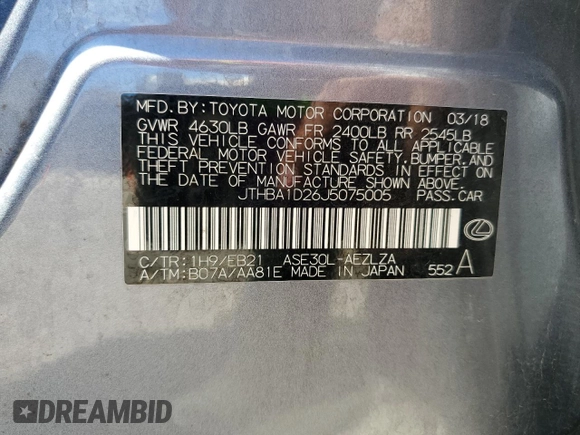 MFD. BY: TOYOTA MOTOR CORPORATION 03/18
GVWR 4630LB GAWR FR 2400LB RR 2545LB
THIS VEHICLE CONFORMS TO ALL APPLICABLE
FEDERAL MOTOR VEHICLE SAFETY, BUMPER, AND
THEFT PREVENTION STANDARDS IN EFFECT ON
THE DATE OF MANUFACTURE SHOWN ABOVE.
JTHBA1D26J5075005 PASS. CAR
C/TR: 1H9/EB21 ASE30L-AEZLZA
A/TM: B07A/AA81E MADE IN JAPAN 552 A
DREAMBID